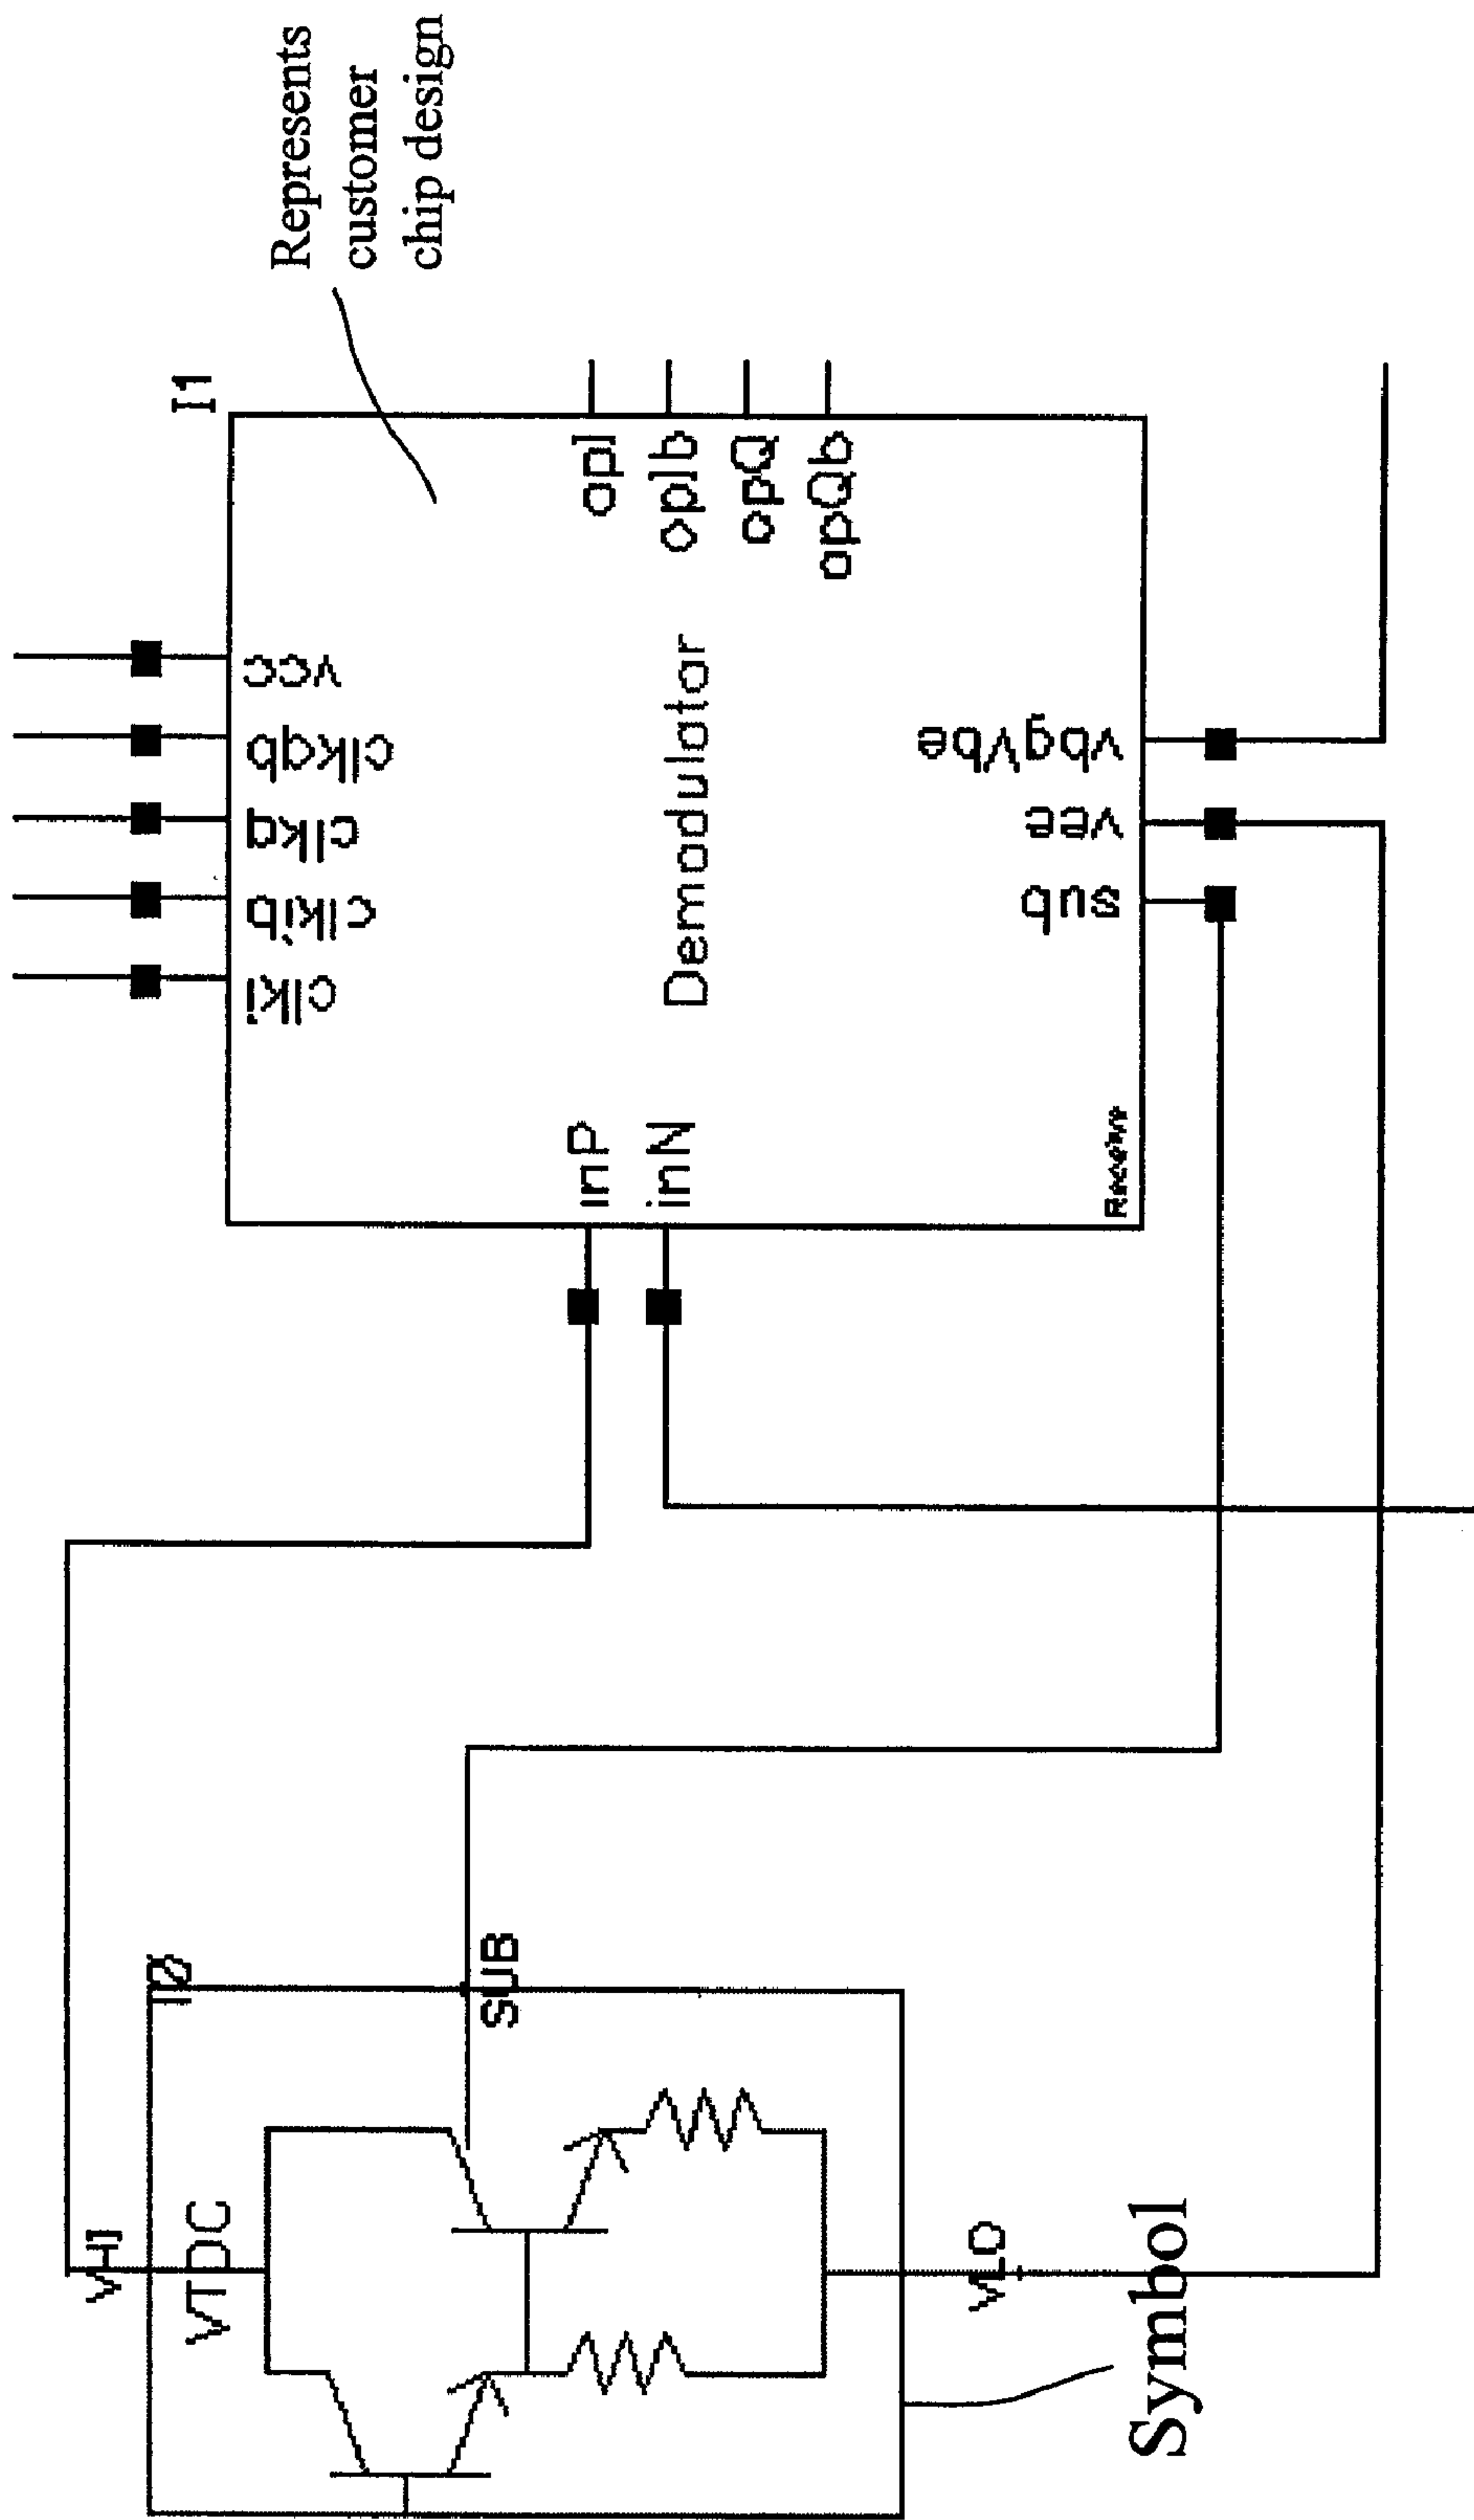 Represents
customer
chip design
I1
clki
clkib
clkq
clkqb
vcc
inP
inN
opI
opIb
opQ
opQb
Demodulator
sub
vee
vbgVbe
VHI
I0
VTDC
SUB
VLO
Symbol